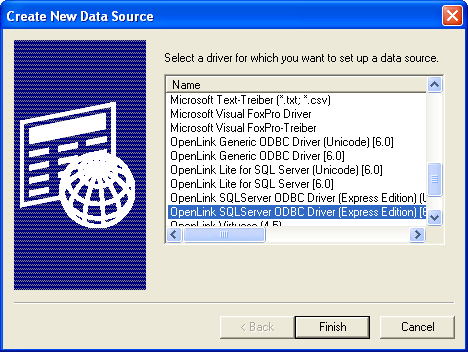 Create New Data Source
Select a driver for which you want to set up a data source.
Name
Microsoft Text-Treiber (*.txt; *.csv)
Microsoft Visual FoxPro Driver
Microsoft Visual FoxPro-Treiber
OpenLink Generic ODBC Driver (Unicode) [6.0]
OpenLink Generic ODBC Driver [6.0]
OpenLink Lite for SQL Server (Unicode) [6.0]
OpenLink Lite for SQL Server [6.0]
OpenLink SQLServer ODBC Driver (Express Edition) (U
OpenLink SQLServer ODBC Driver (Express Edition) [6
OpenLink Virtuoso (4.5)
< Back
Finish
Cancel